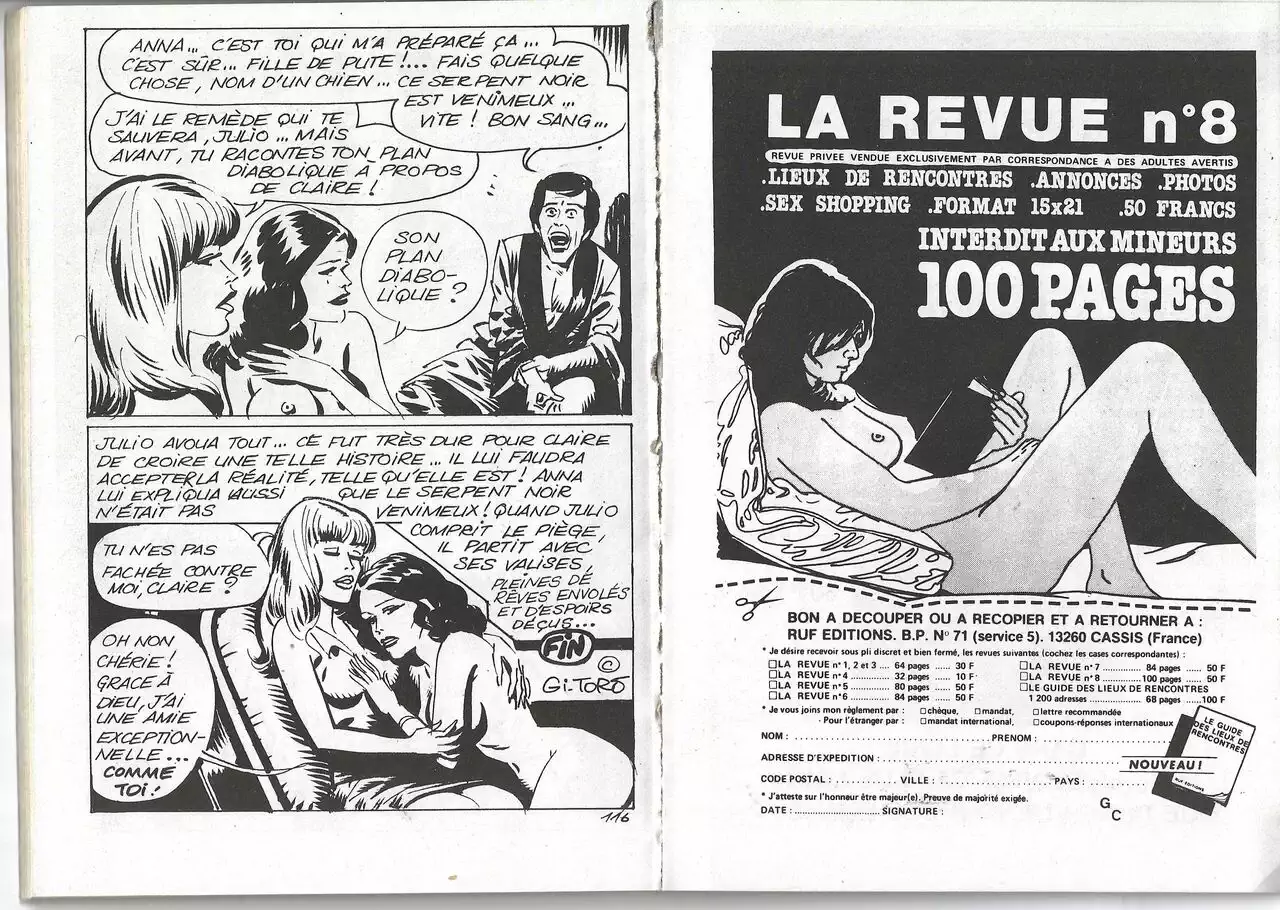 ANNA... C'EST TOI QUI M'A PRÉPARÉ ÇA...
C'EST SÛR... FILLE DE PUTE !... FAIS QUELQUE
CHOSE, NOM D'UN CHIEN... CE SERPENT NOIR
EST VENIMEUX...
VITE ! BON SANG...
J'AI LE REMÈDE QUI TE
SAUVERA, JULIO... MAIS
AVANT, TU RACONTES TON PLAN
DIABOLIQUE A PROPOS
DE CLAIRE !
SON
PLAN
DIABO-
LIQUE ?
JULIO AVOUA TOUT... CE FUT TRÈS DUR POUR CLAIRE
DE CROIRE UNE TELLE HISTOIRE... IL LUI FAUDRA
ACCEPTER LA RÉALITÉ, TELLE QU'ELLE EST ! ANNA
LUI EXPLIQUA AUSSI QUE LE SERPENT NOIR
N'ÉTAIT PAS VENIMEUX ! QUAND JULIO
COMPRIT LE PIÈGE,
IL PARTIT AVEC
SES VALISES,
PLEINES DE
RÊVES ENVOLÉS
ET D'ESPOIRS
DÉÇUS...
TU N'ES PAS
FACHÉE CONTRE
MOI, CLAIRE ?
OH NON
CHÉRIE !
GRACE À
DIEU, J'AI
UNE AMIE
EXCEPTION-
NELLE...
COMME
TOI !
FIN
©
GI-TORO
116
LA REVUE n°8
REVUE PRIVEE VENDUE EXCLUSIVEMENT PAR CORRESPONDANCE A DES ADULTES AVERTIS
.LIEUX DE RENCONTRES .ANNONCES .PHOTOS
.SEX SHOPPING .FORMAT 15x21 .50 FRANCS
INTERDIT AUX MINEURS
100 PAGES
BON A DECOUPER OU A RECOPIER ET A RETOURNER A :
RUF EDITIONS. B.P. N° 71 (service 5). 13260 CASSIS (France)
* Je désire recevoir sous pli discret et bien fermé, les revues suivantes (cochez les cases correspondantes) :
☐LA REVUE n° 1, 2 et 3 .... 64 pages ...... 30 F
☐LA REVUE n° 4 ............... 32 pages ...... 10 F
☐LA REVUE n° 5 ............... 80 pages ...... 50 F
☐LA REVUE n° 6 ............... 84 pages ...... 50 F
☐LA REVUE n° 7 ............... 84 pages ...... 50 F
☐LA REVUE n° 8 ...............100 pages ...... 50 F
☐LE GUIDE DES LIEUX DE RENCONTRES
1 200 adresses ................... 68 pages ......100 F
* Je vous joins mon règlement par : ☐chèque, ☐mandat, ☐lettre recommandée
· Pour l'étranger par : ☐mandat international, ☐coupons-réponses internationaux
NOM : ........................................ PRENOM : ................................
ADRESSE D'EXPEDITION : ................................................
CODE POSTAL : ............ VILLE : .............................PAYS : .................
* J'atteste sur l'honneur être majeur(e). Preuve de majorité exigée.
DATE : .............................. SIGNATURE :
LE GUIDE
DES LIEUX DE
RENCONTRES
RUF EDITIONS
NOUVEAU !
G
C